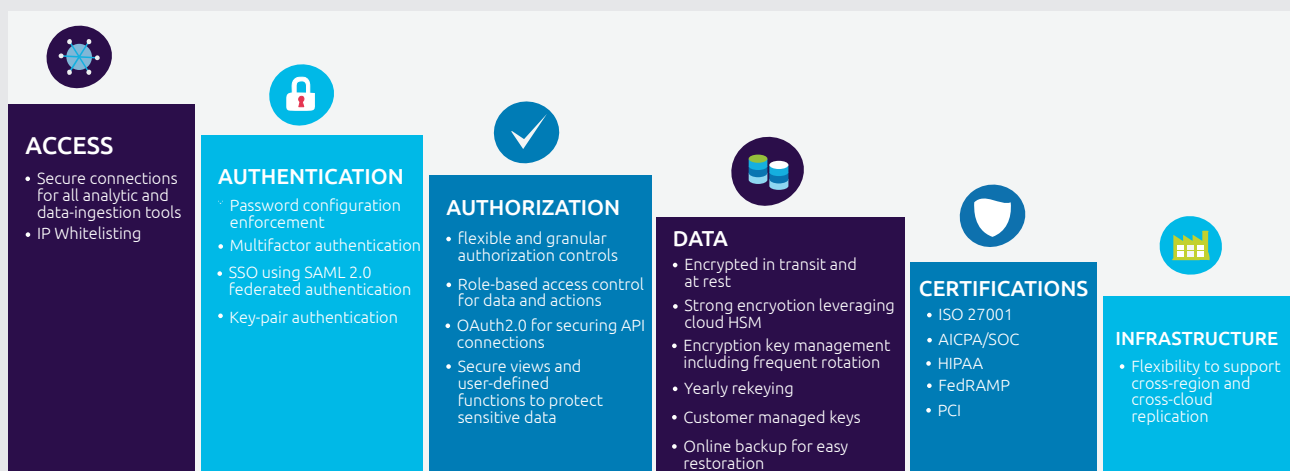 ACCESS
• Secure connections
for all analytic and
data-ingestion tools
• IP Whitelisting
AUTHENTICATION
• Password configuration
enforcement
• Multifactor authentication
• SSO using SAML 2.0
federated authentication
• Key-pair authentication
AUTHORIZATION
• flexible and granular
authorization controls
• Role-based access control
for data and actions
• OAuth2.0 for securing API
connections
• Secure views and
user-defined
functions to protect
sensitive data
DATA
• Encrypted in transit and
at rest
• Strong encryotion leveraging
cloud HSM
• Encryption key management
including frequent rotation
• Yearly rekeying
• Customer managed keys
• Online backup for easy
restoration
CERTIFICATIONS
• ISO 27001
• AICPA/SOC
• HIPAA
• FedRAMP
• PCI
INFRASTRUCTURE
• Flexibility to support
cross-region and
cross-cloud
replication